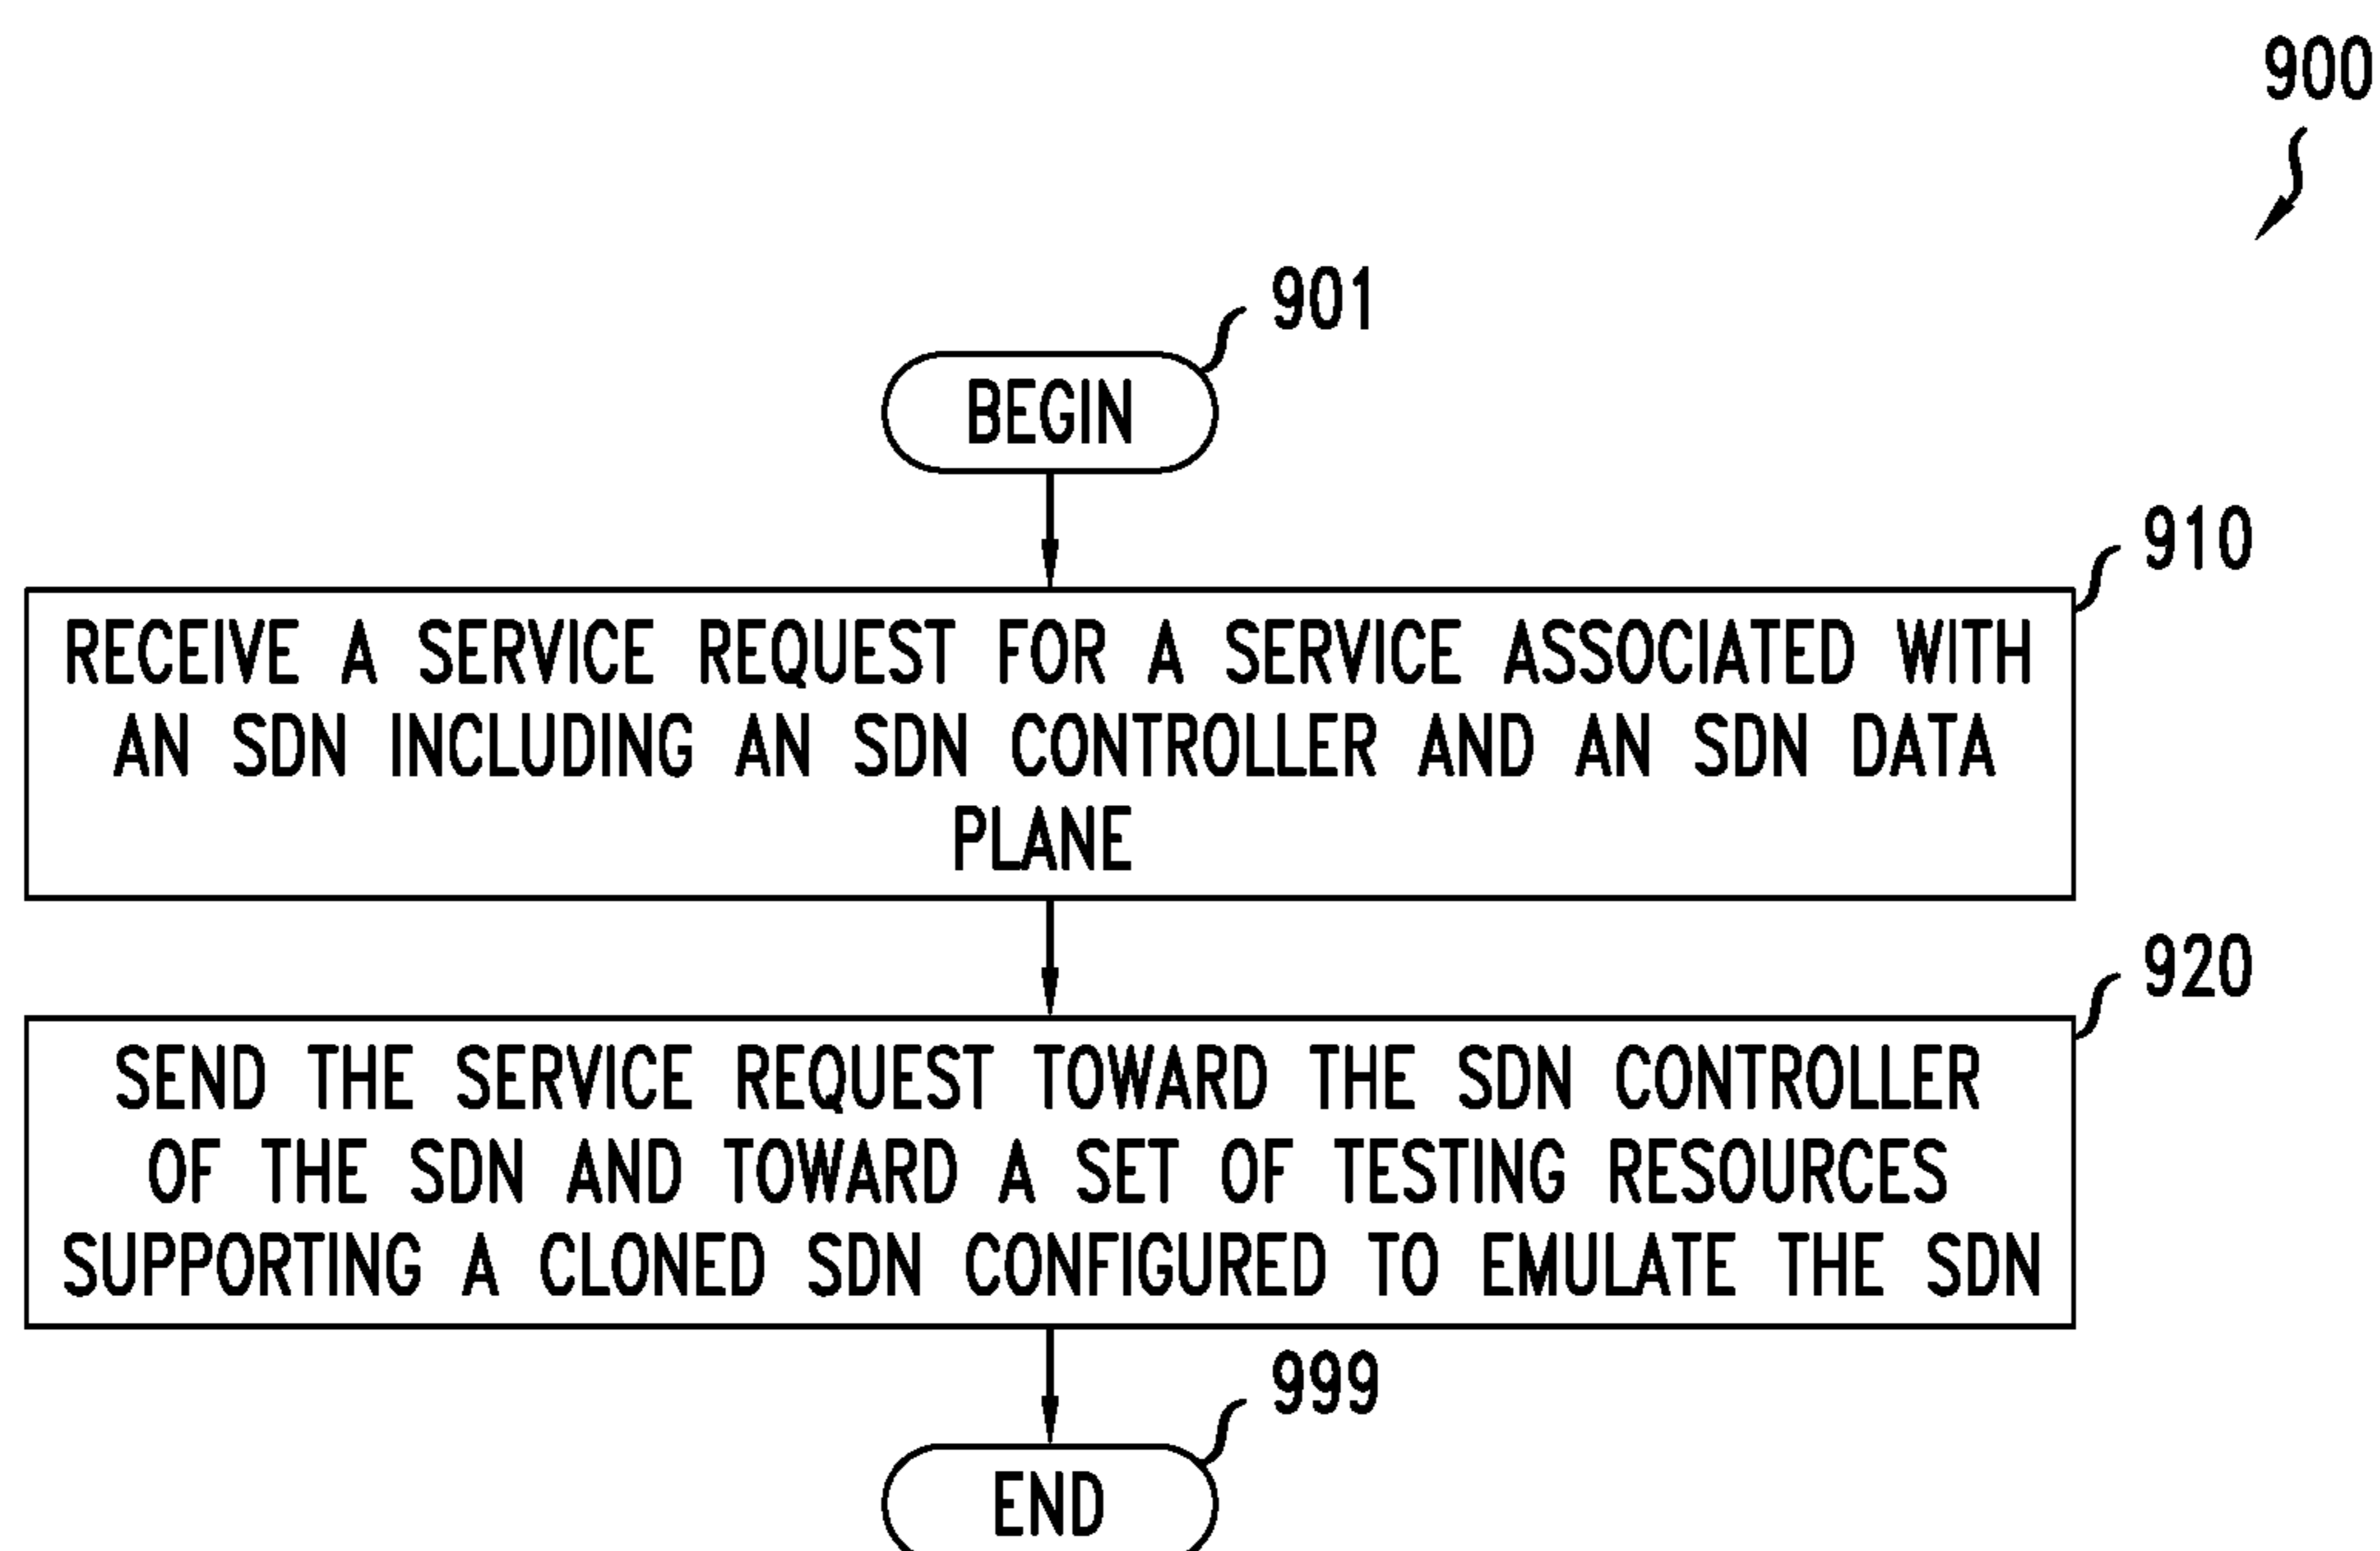 900
901
BEGIN
910
RECEIVE A SERVICE REQUEST FOR A SERVICE ASSOCIATED WITH
AN SDN INCLUDING AN SDN CONTROLLER AND AN SDN DATA
PLANE
920
SEND THE SERVICE REQUEST TOWARD THE SDN CONTROLLER
OF THE SDN AND TOWARD A SET OF TESTING RESOURCES
SUPPORTING A CLONED SDN CONFIGURED TO EMULATE THE SDN
999
END